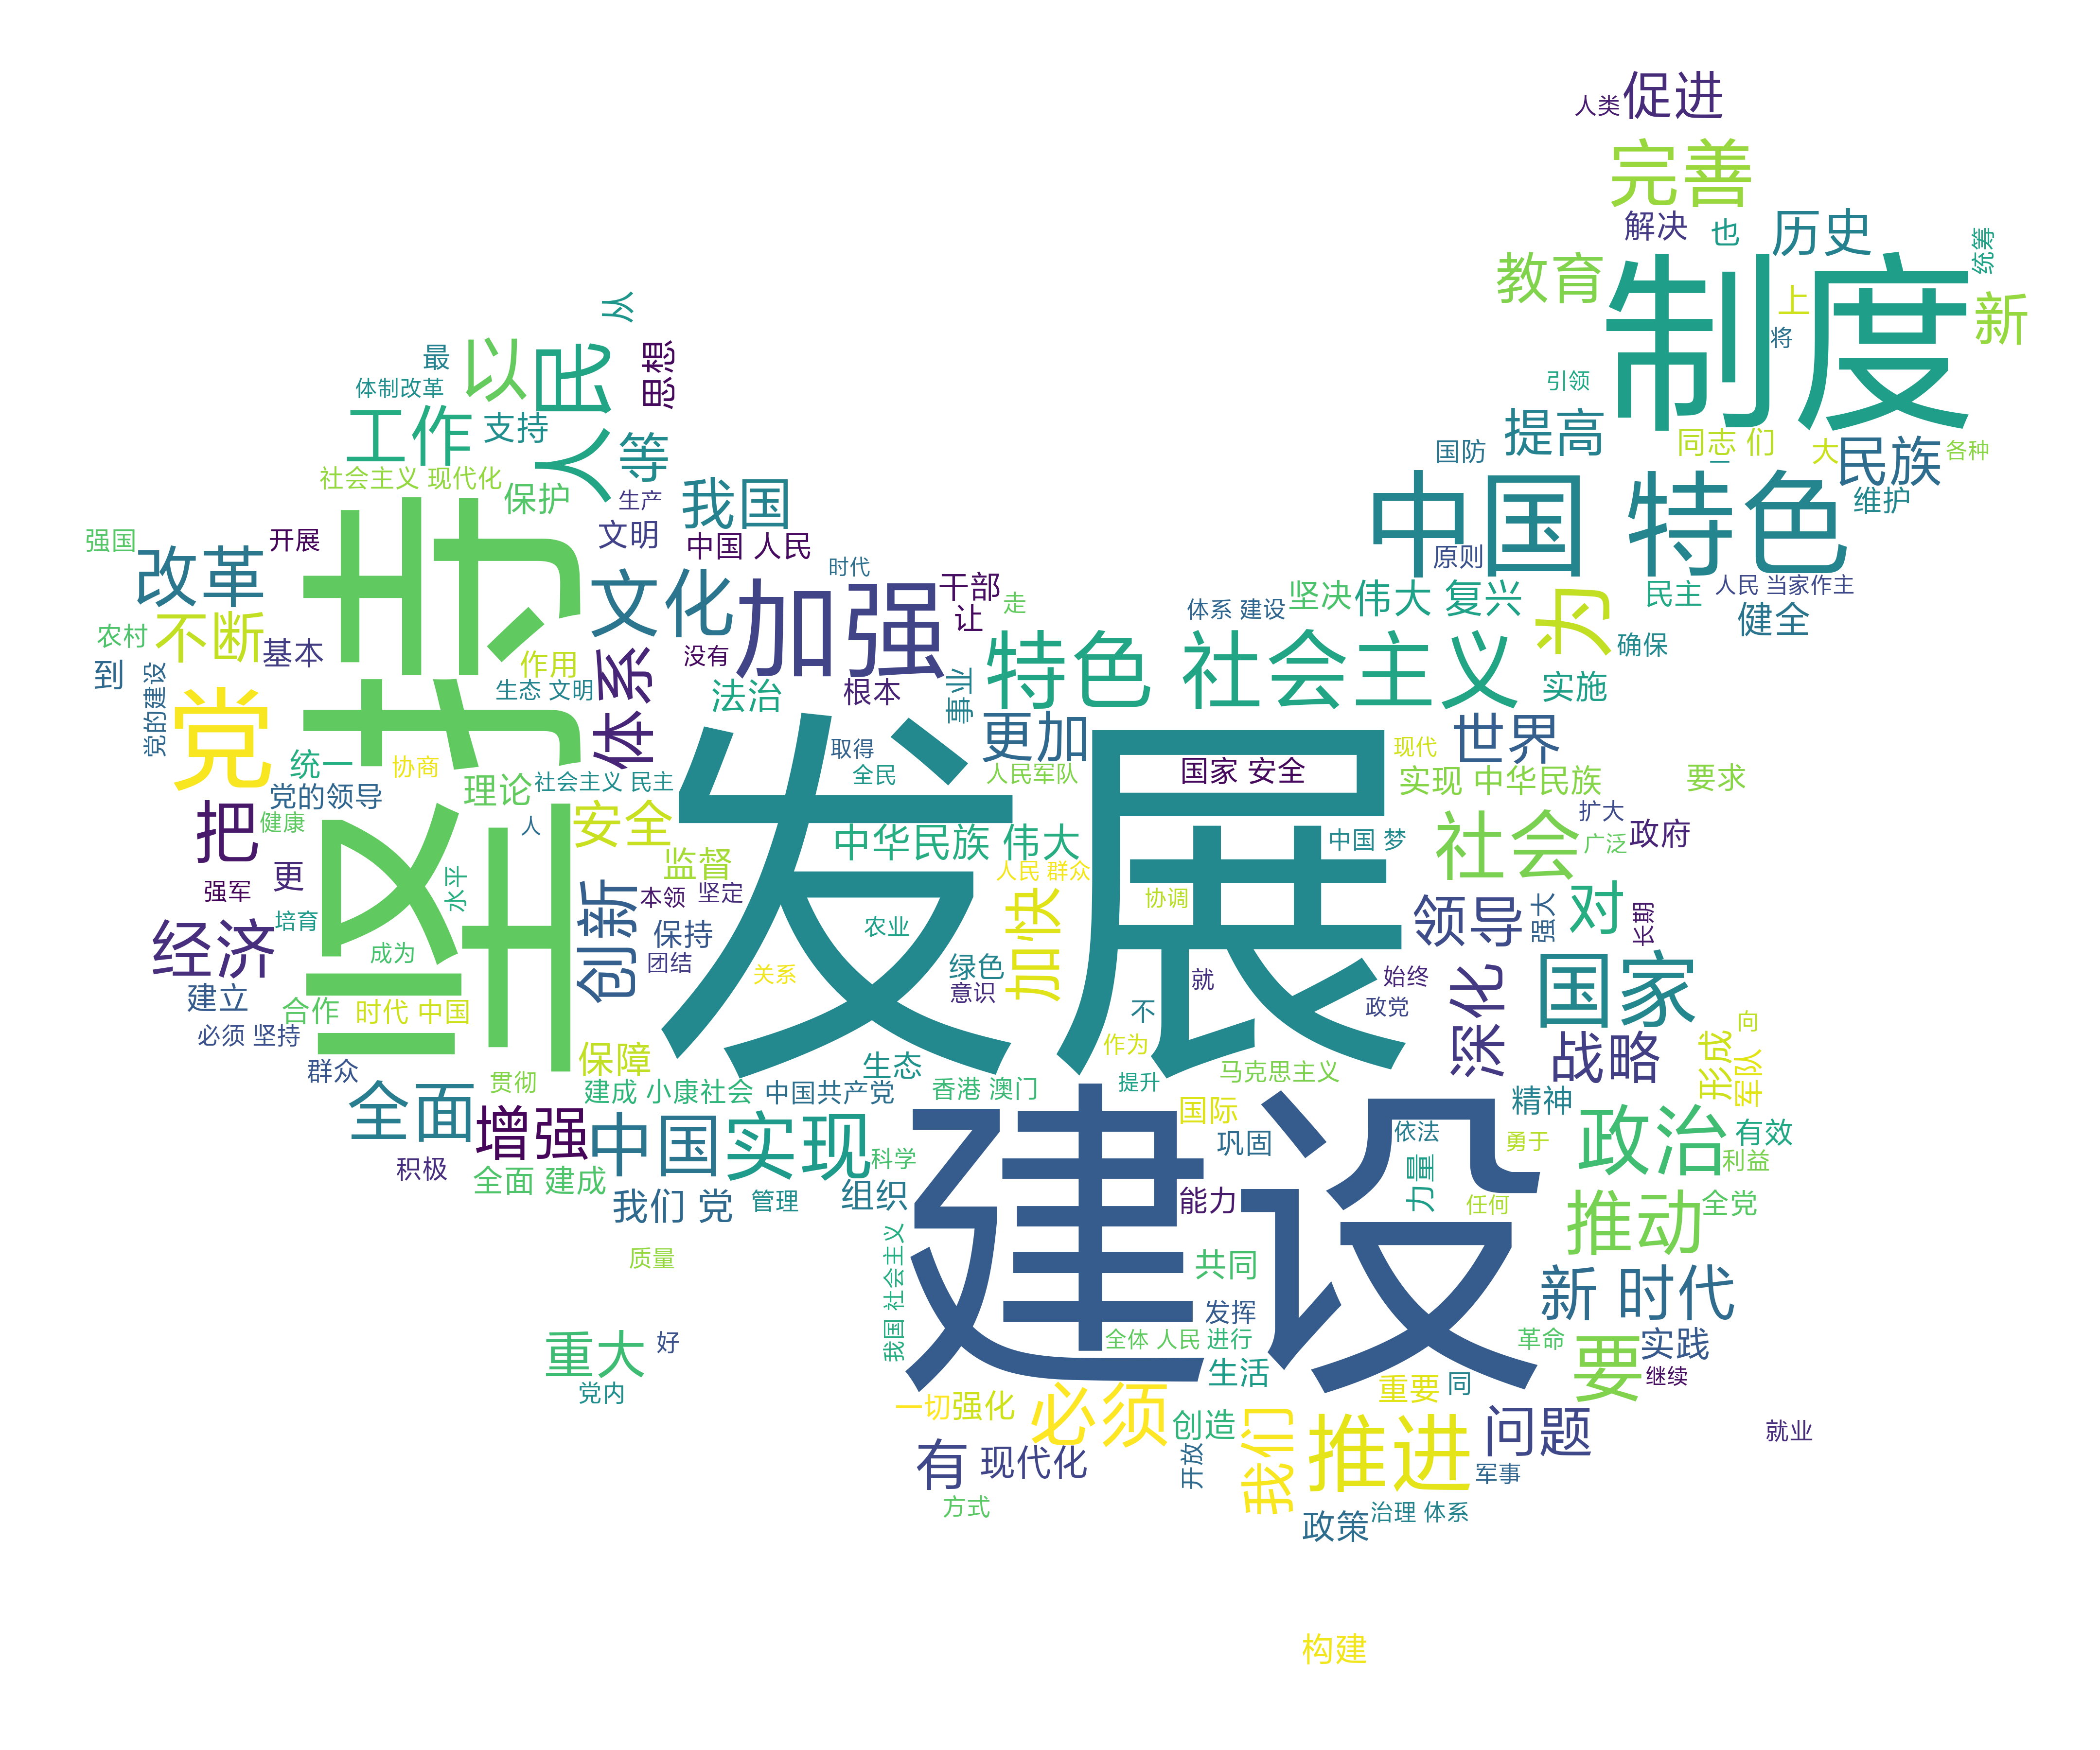 人类 促进
完善
解决 也 历史 统筹
教育 制度 上 新
将
引领
从
最 以 人民 思想
体制改革
工作 支持 等
提高 同志 们 大 民族 各种
国防 一
社会主义 现代化
保护 生产 我国
中国 特色 维护
强国 开展 文明 中国 人民
改革 坚持 文化 时代 加强 干部 走
原则 人民 当家作主
体系 建设 坚决 伟大 复兴 为 民主 健全
农村 不断 基本 作用 体系 没有 让
特色 社会主义 确保
到 党的建设 生态 文明 法治 根本 事业 实施
党 更加 世界
统一 协商 取得 现代
党的领导 理论 社会主义 民主 全民 人民军队 国家 安全 实现 中华民族 要求
把 健康 人 安全 发展 中华民族 伟大 中国 梦 社会 扩大 政府
广泛
更 水平 监督 人民 群众
强军 创新 本领 坚定 加快 协调 领导 强大 对 长期
培育 保持 农业
经济 成为 团结 关系 绿色 就 始终 深化 国家
建立 合作 时代 中国 意识 不 政党
必须 坚持 作为 战略 形成 向
群众 贯彻 保障 生态 提升 马克思主义 军队
全面 增强 建成 小康社会 中国共产党 香港 澳门 国际 精神
中国 实现 科学 建设 巩固 依法 勇于 政治 有效
积极 全面 建成 力量 利益
我们 党 管理 组织 能力 任何 推动 全党
质量 我国 社会主义 共同 新 时代
发挥
重大 好 全体 人民 进行 革命 要 实践
党内 生活 重要 同 继续
一切 强化 必须 创造 我们 推进 问题 就业
有 现代化 开放 军事
方式 政策 治理 体系
构建